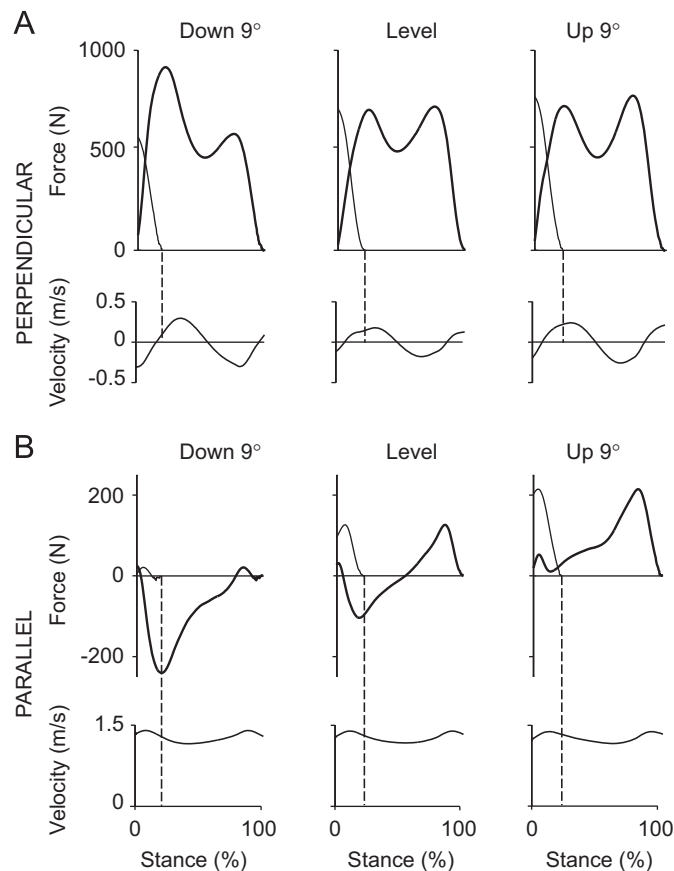 A
Down 9° Level Up 9°
PERPENDICULAR
Force (N)
1000
500
0
Velocity (m/s)
0.5
0
-0.5
B
Down 9° Level Up 9°
PARALLEL
Force (N)
200
0
-200
Velocity (m/s)
1.5
0
0 100 0 100 0 100
Stance (%) Stance (%) Stance (%)